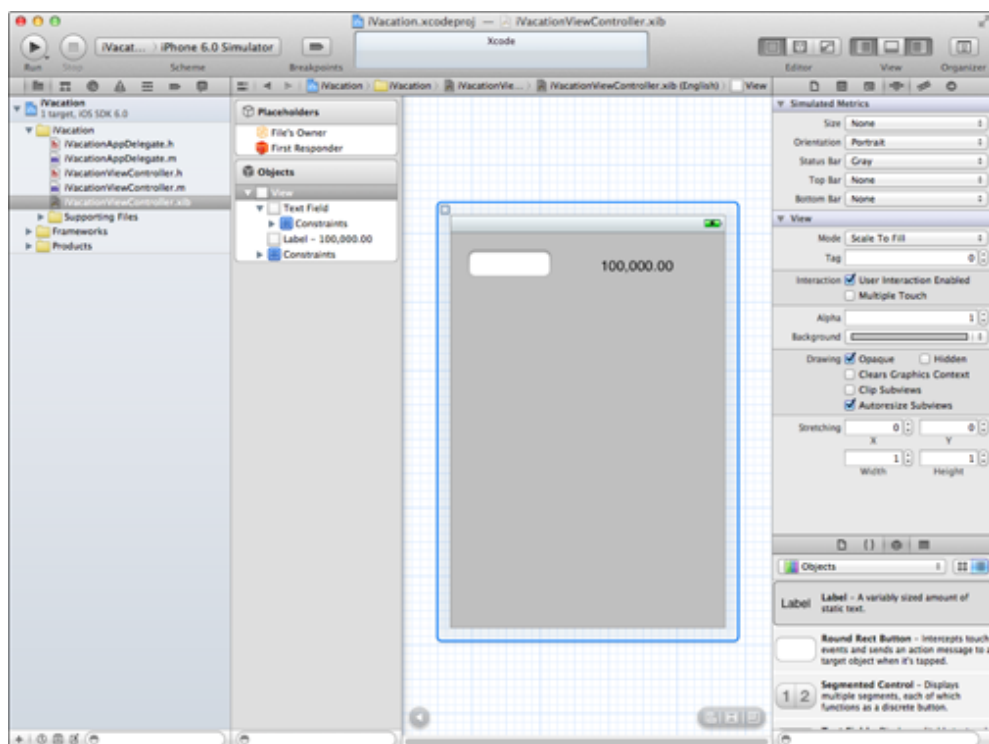 iVacation.xcodeproj — iVacationViewController.xib
iVacat... iPhone 6.0 Simulator
Xcode
Run Stop Scheme Breakpoints Editor View Organizer
iVacation iVacation iVacationVie... iVacationViewController.xib (English) View
iVacation
1 target, iOS SDK 6.0
iVacation
iVacationAppDelegate.h
iVacationAppDelegate.m
iVacationViewController.h
iVacationViewController.m
iVacationViewController.xib
Supporting Files
Frameworks
Products
Placeholders
File's Owner
First Responder
Objects
View
Text Field
Constraints
Label – 100,000.00
Constraints
100,000.00
Simulated Metrics
Size None
Orientation Portrait
Status Bar Gray
Top Bar None
Bottom Bar None
View
Mode Scale To Fill
Tag 0
Interaction User Interaction Enabled
Multiple Touch
Alpha 1
Background
Drawing Opaque Hidden
Clears Graphics Context
Clip Subviews
Autoresize Subviews
Stretching 0 0
X Y
1 1
Width Height
Objects
Label Label – A variably sized amount of
static text.
Round Rect Button – Intercepts touch
events and sends an action message to a
target object when it's tapped.
1 2 Segmented Control – Displays
multiple segments, each of which
functions as a discrete button.